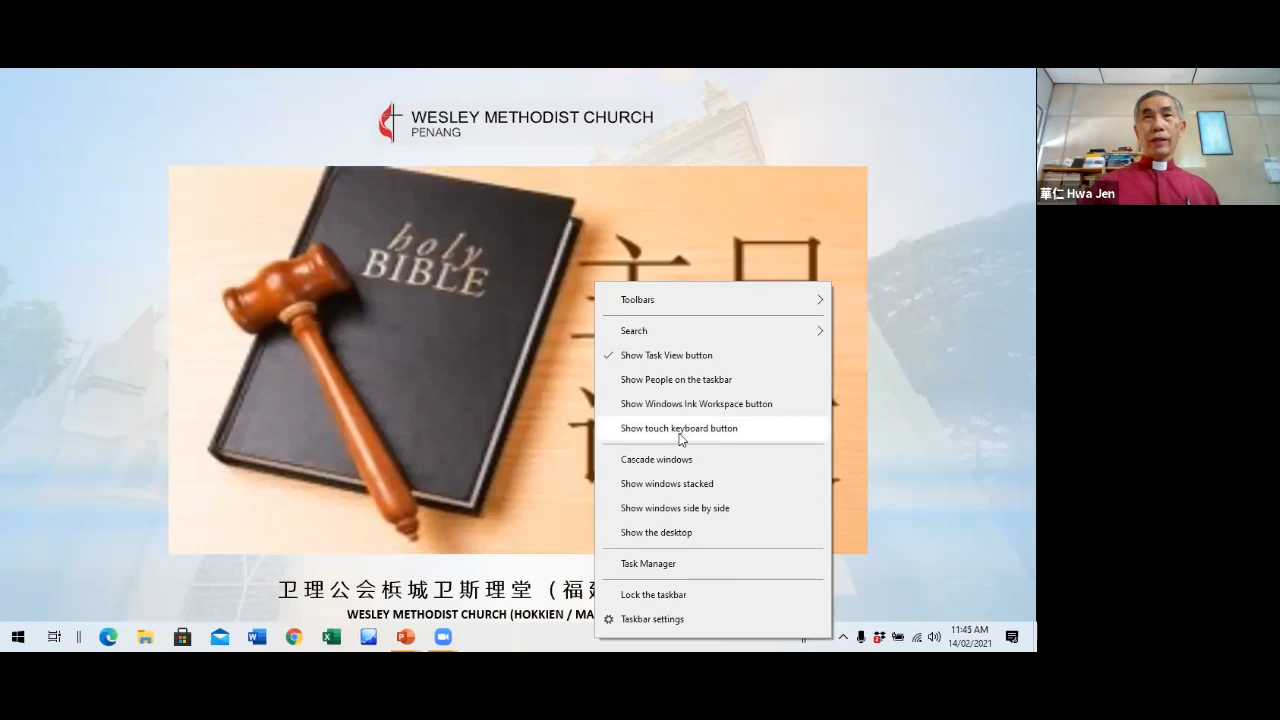 WESLEY METHODIST CHURCH
PENANG
華仁 Hwa Jen
holy
BIBLE
Toolbars
Search
Show Task View button
Show People on the taskbar
Show Windows Ink Workspace button
Show touch keyboard button
Cascade windows
Show windows stacked
Show windows side by side
Show the desktop
Task Manager
Lock the taskbar
Taskbar settings
卫理公会槟城卫斯理堂（福
WESLEY METHODIST CHURCH (HOKKIEN / MA
11:45 AM
14/02/2021